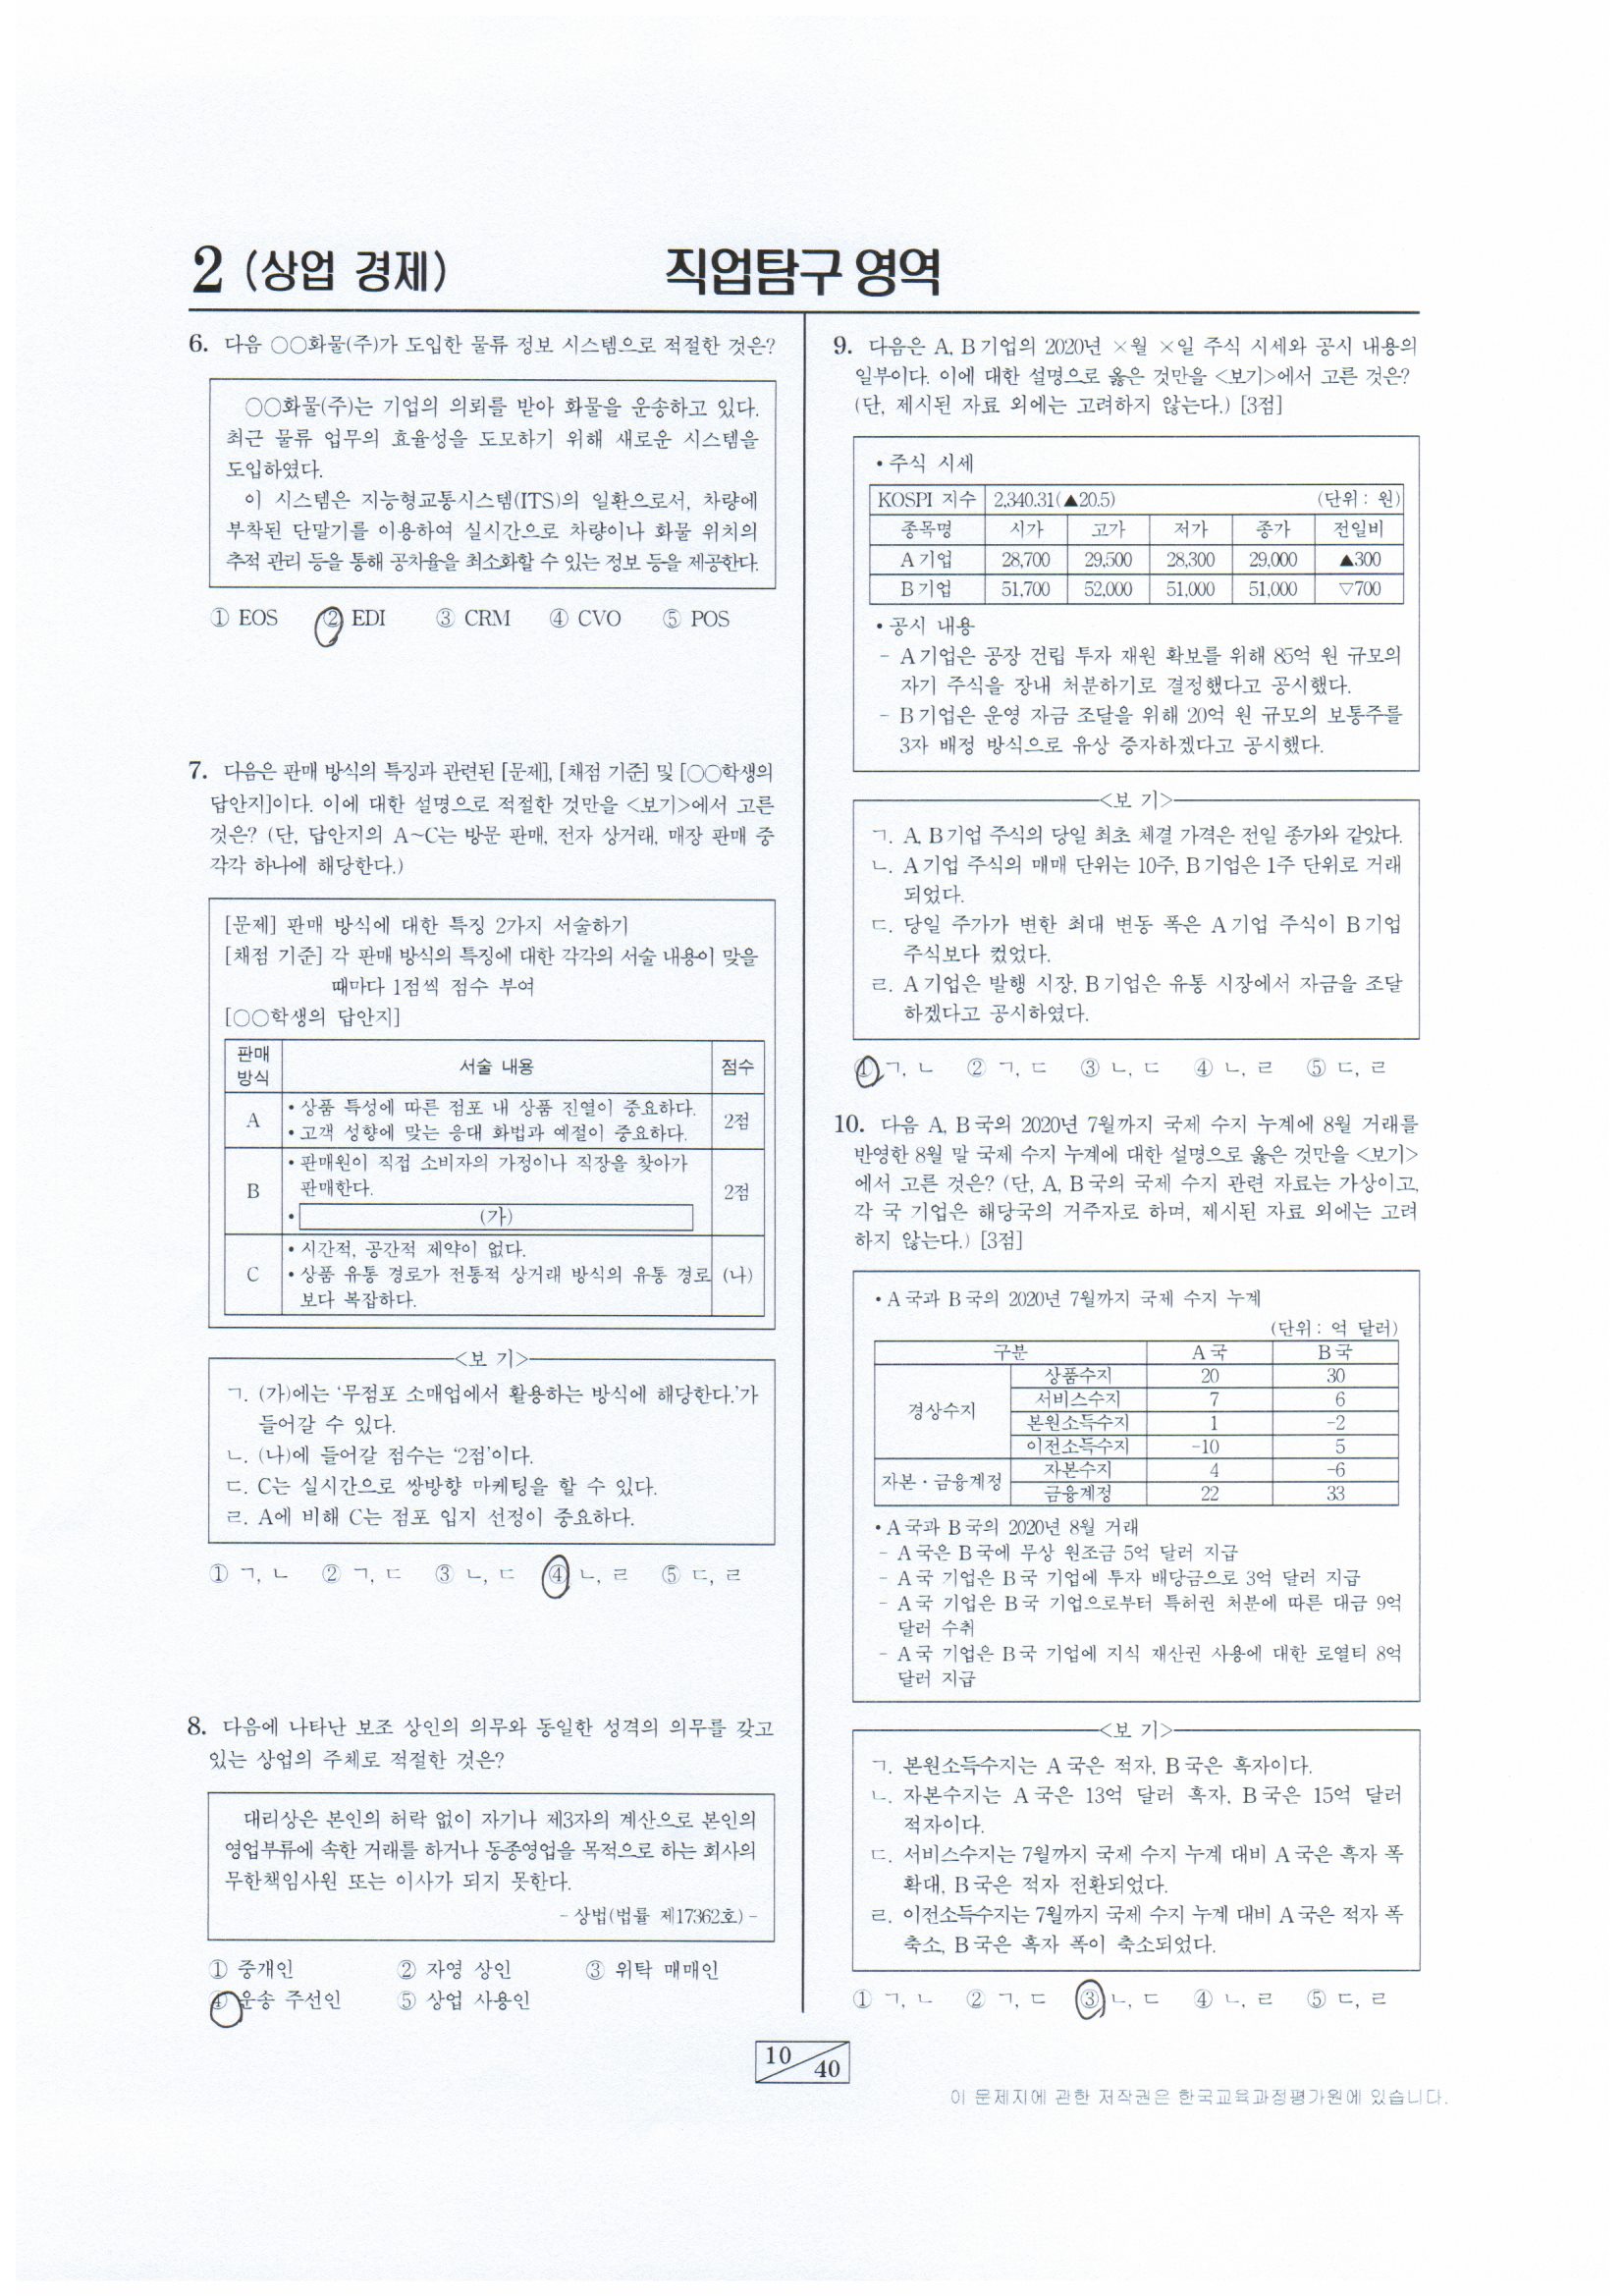 2 (상업 경제)
직업탐구 영역
6. 다음 ○○화물(주)가 도입한 물류 정보 시스템으로 적절한 것은?
○○화물(주)는 기업의 의뢰를 받아 화물을 운송하고 있다.
최근 물류 업무의 효율성을 도모하기 위해 새로운 시스템을
도입하였다.
이 시스템은 지능형교통시스템(ITS)의 일환으로서, 차량에
부착된 단말기를 이용하여 실시간으로 차량이나 화물 위치의
추적 관리 등을 통해 공차율을 최소화할 수 있는 정보 등을 제공한다.
① EOS ② EDI ③ CRM ④ CVO ⑤ POS
7. 다음은 판매 방식의 특징과 관련된 [문제], [채점 기준] 및 [○○학생의
답안지]이다. 이에 대한 설명으로 적절한 것만을 <보기>에서 고른
것은? (단, 답안지의 A~C는 방문 판매, 전자 상거래, 매장 판매 중
각각 하나에 해당한다.)
[문제] 판매 방식에 대한 특징 2가지 서술하기
[채점 기준] 각 판매 방식의 특징에 대한 각각의 서술 내용이 맞을
때마다 1점씩 점수 부여
[○○학생의 답안지]
판매
방식
서술 내용
점수
A
• 상품 특성에 따른 점포 내 상품 진열이 중요하다.
• 고객 성향에 맞는 응대 화법과 예절이 중요하다.
2점
B
• 판매원이 직접 소비자의 가정이나 직장을 찾아가
판매한다.
• (가)
2점
C
• 시간적, 공간적 제약이 없다.
• 상품 유통 경로가 전통적 상거래 방식의 유통 경로
보다 복잡하다.
(나)
<보 기>
ㄱ. (가)에는 ‘무점포 소매업에서 활용하는 방식에 해당한다.’가
들어갈 수 있다.
ㄴ. (나)에 들어갈 점수는 ‘2점’이다.
ㄷ. C는 실시간으로 쌍방향 마케팅을 할 수 있다.
ㄹ. A에 비해 C는 점포 입지 선정이 중요하다.
① ㄱ, ㄴ ② ㄱ, ㄷ ③ ㄴ, ㄷ ④ ㄴ, ㄹ ⑤ ㄷ, ㄹ
8. 다음에 나타난 보조 상인의 의무와 동일한 성격의 의무를 갖고
있는 상업의 주체로 적절한 것은?
대리상은 본인의 허락 없이 자기나 제3자의 계산으로 본인의
영업부류에 속한 거래를 하거나 동종영업을 목적으로 하는 회사의
무한책임사원 또는 이사가 되지 못한다.
- 상법(법률 제17362호) -
① 중개인 ② 자영 상인 ③ 위탁 매매인
④ 운송 주선인 ⑤ 상업 사용인
9. 다음은 A, B기업의 2020년 ×월 ×일 주식 시세와 공시 내용의
일부이다. 이에 대한 설명으로 옳은 것만을 <보기>에서 고른 것은?
(단, 제시된 자료 외에는 고려하지 않는다.) [3점]
• 주식 시세
KOSPI 지수 2,340.31(▲20.5) (단위 : 원)
종목명 시가 고가 저가 종가 전일비
A기업 28,700 29,500 28,300 29,000 ▲300
B기업 51,700 52,000 51,000 51,000 ▽700
• 공시 내용
- A기업은 공장 건립 투자 재원 확보를 위해 85억 원 규모의
자기 주식을 장내 처분하기로 결정했다고 공시했다.
- B기업은 운영 자금 조달을 위해 20억 원 규모의 보통주를
3자 배정 방식으로 유상 증자하겠다고 공시했다.
<보 기>
ㄱ. A, B기업 주식의 당일 최초 체결 가격은 전일 종가와 같았다.
ㄴ. A기업 주식의 매매 단위는 10주, B기업은 1주 단위로 거래
되었다.
ㄷ. 당일 주가가 변한 최대 변동 폭은 A기업 주식이 B기업
주식보다 컸었다.
ㄹ. A기업은 발행 시장, B기업은 유통 시장에서 자금을 조달
하겠다고 공시하였다.
① ㄱ, ㄴ ② ㄱ, ㄷ ③ ㄴ, ㄷ ④ ㄴ, ㄹ ⑤ ㄷ, ㄹ
10. 다음 A, B국의 2020년 7월까지 국제 수지 누계에 8월 거래를
반영한 8월 말 국제 수지 누계에 대한 설명으로 옳은 것만을 <보기>
에서 고른 것은? (단, A, B국의 국제 수지 관련 자료는 가상이고,
각 국 기업은 해당국의 거주자로 하며, 제시된 자료 외에는 고려
하지 않는다.) [3점]
• A국과 B국의 2020년 7월까지 국제 수지 누계
(단위 : 억 달러)
구분 A국 B국
경상수지
상품수지 20 30
서비스수지 7 6
본원소득수지 1 -2
이전소득수지 -10 5
자본·금융계정
자본수지 4 -6
금융계정 22 33
• A국과 B국의 2020년 8월 거래
- A국은 B국에 무상 원조금 5억 달러 지급
- A국 기업은 B국 기업에 투자 배당금으로 3억 달러 지급
- A국 기업은 B국 기업으로부터 특허권 처분에 따른 대금 9억
달러 수취
- A국 기업은 B국 기업에 지식 재산권 사용에 대한 로열티 8억
달러 지급
<보 기>
ㄱ. 본원소득수지는 A국은 적자, B국은 흑자이다.
ㄴ. 자본수지는 A국은 13억 달러 흑자, B국은 15억 달러
적자이다.
ㄷ. 서비스수지는 7월까지 국제 수지 누계 대비 A국은 흑자 폭
확대, B국은 적자 전환되었다.
ㄹ. 이전소득수지는 7월까지 국제 수지 누계 대비 A국은 적자 폭
축소, B국은 흑자 폭이 축소되었다.
① ㄱ, ㄴ ② ㄱ, ㄷ ③ ㄴ, ㄷ ④ ㄴ, ㄹ ⑤ ㄷ, ㄹ
10
40
이 문제지에 관한 저작권은 한국교육과정평가원에 있습니다.